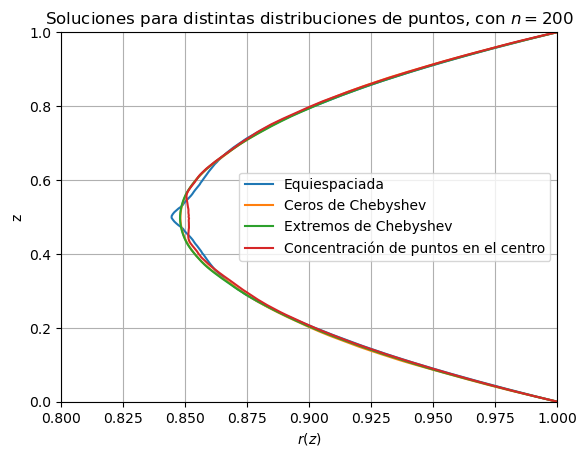 Soluciones para distintas distribuciones de puntos, con n = 200
1.0
0.8
0.6
0.4
0.2
0.0
z
Equiespaciada
Ceros de Chebyshev
Extremos de Chebyshev
Concentración de puntos en el centro
0.800 0.825 0.850 0.875 0.900 0.925 0.950 0.975 1.000
r(z)